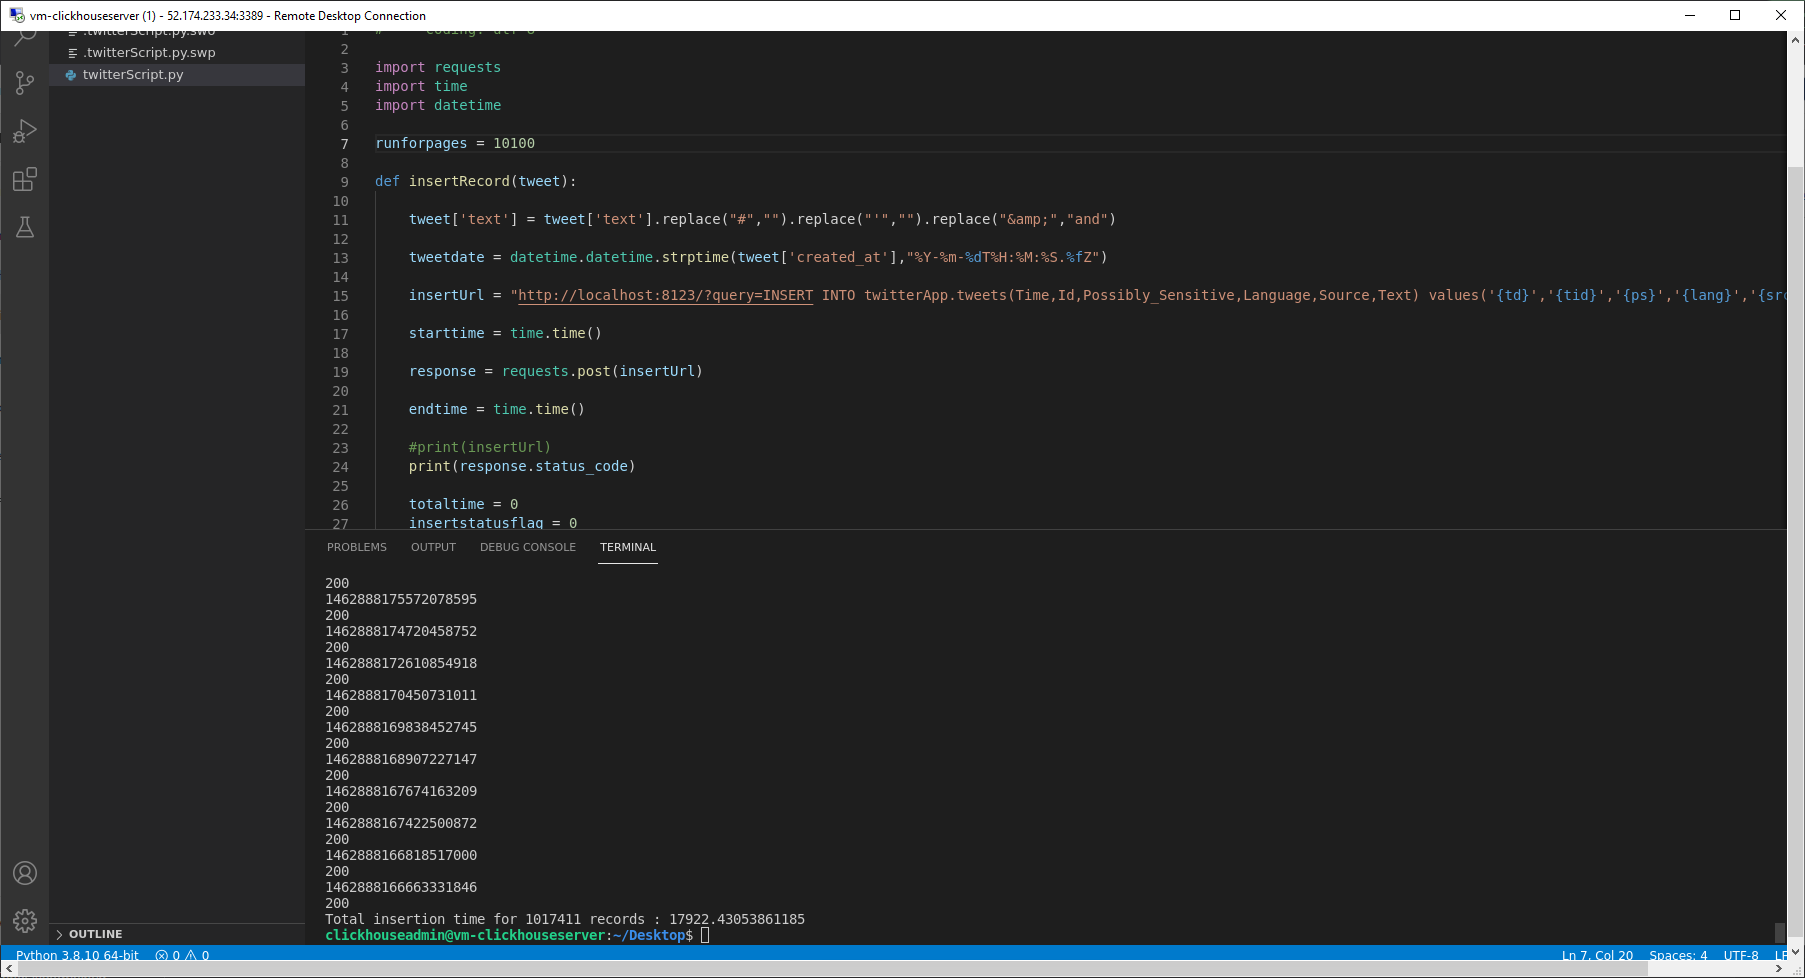 vm-clickhouseserver (1) - 52.174.233.34:3389 - Remote Desktop Connection
.twitterScript.py.swo
.twitterScript.py.swp
twitterScript.py
1
2
3 import requests
4 import time
5 import datetime
6
7 runforpages = 10100
8
9 def insertRecord(tweet):
10
11 tweet['text'] = tweet['text'].replace("#","").replace("'","").replace("&amp;","and")
12
13 tweetdate = datetime.datetime.strptime(tweet['created_at'],"%Y-%m-%dT%H:%M:%S.%fZ")
14
15 insertUrl = "http://localhost:8123/?query=INSERT INTO twitterApp.tweets(Time,Id,Possibly_Sensitive,Language,Source,Text) values('{td}','{tid}','{ps}','{lang}','{src
16
17 starttime = time.time()
18
19 response = requests.post(insertUrl)
20
21 endtime = time.time()
22
23 #print(insertUrl)
24 print(response.status_code)
25
26 totaltime = 0
27 insertstatusflag = 0
PROBLEMS OUTPUT DEBUG CONSOLE TERMINAL
200
1462888175572078595
200
1462888174720458752
200
1462888172610854918
200
1462888170450731011
200
1462888169838452745
200
1462888168907227147
200
1462888167674163209
200
1462888167422500872
200
1462888166818517000
200
1462888166663331846
200
Total insertion time for 1017411 records : 17922.43053861185
clickhouseadmin@vm-clickhouseserver:~/Desktop$
OUTLINE
Python 3.8.10 64-bit 0 0 Ln 7, Col 20 Spaces: 4 UTF-8 LF